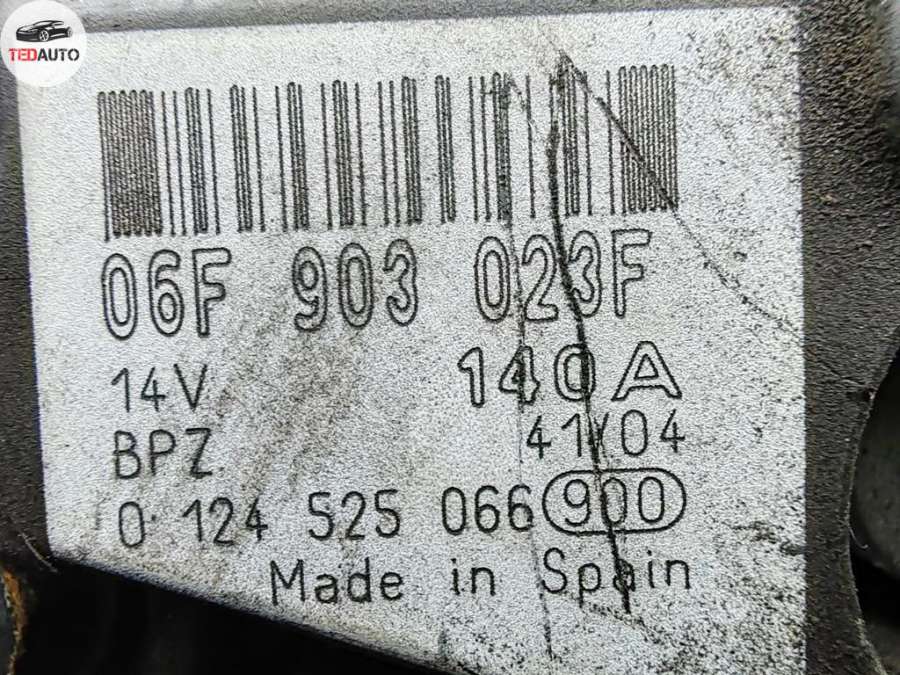 TEDAUTO
06F 903 023F
14V 140A
BPZ 41/04
0 124 525 066 900
Made in Spain